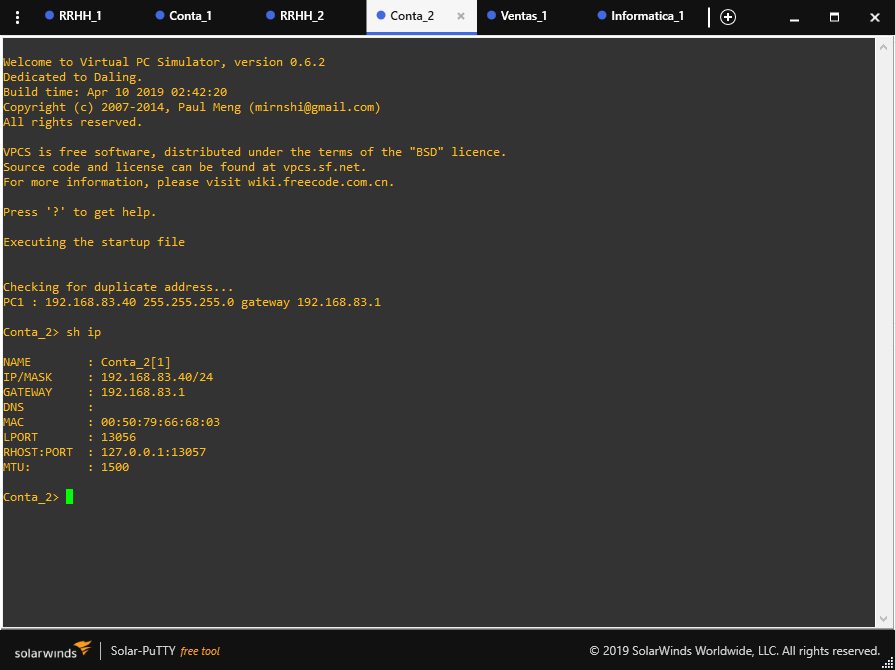 RRHH_1 Conta_1 RRHH_2 Conta_2 Ventas_1 Informatica_1
Welcome to Virtual PC Simulator, version 0.6.2
Dedicated to Daling.
Build time: Apr 10 2019 02:42:20
Copyright (c) 2007-2014, Paul Meng (mirnshi@gmail.com)
All rights reserved.
VPCS is free software, distributed under the terms of the "BSD" licence.
Source code and license can be found at vpcs.sf.net.
For more information, please visit wiki.freecode.com.cn.
Press '?' to get help.
Executing the startup file
Checking for duplicate address...
PC1 : 192.168.83.40 255.255.255.0 gateway 192.168.83.1
Conta_2> sh ip
NAME        : Conta_2[1]
IP/MASK     : 192.168.83.40/24
GATEWAY     : 192.168.83.1
DNS         :
MAC         : 00:50:79:66:68:03
LPORT       : 13056
RHOST:PORT  : 127.0.0.1:13057
MTU:        : 1500
Conta_2>
solarwinds Solar-PuTTY free tool © 2019 SolarWinds Worldwide, LLC. All rights reserved.